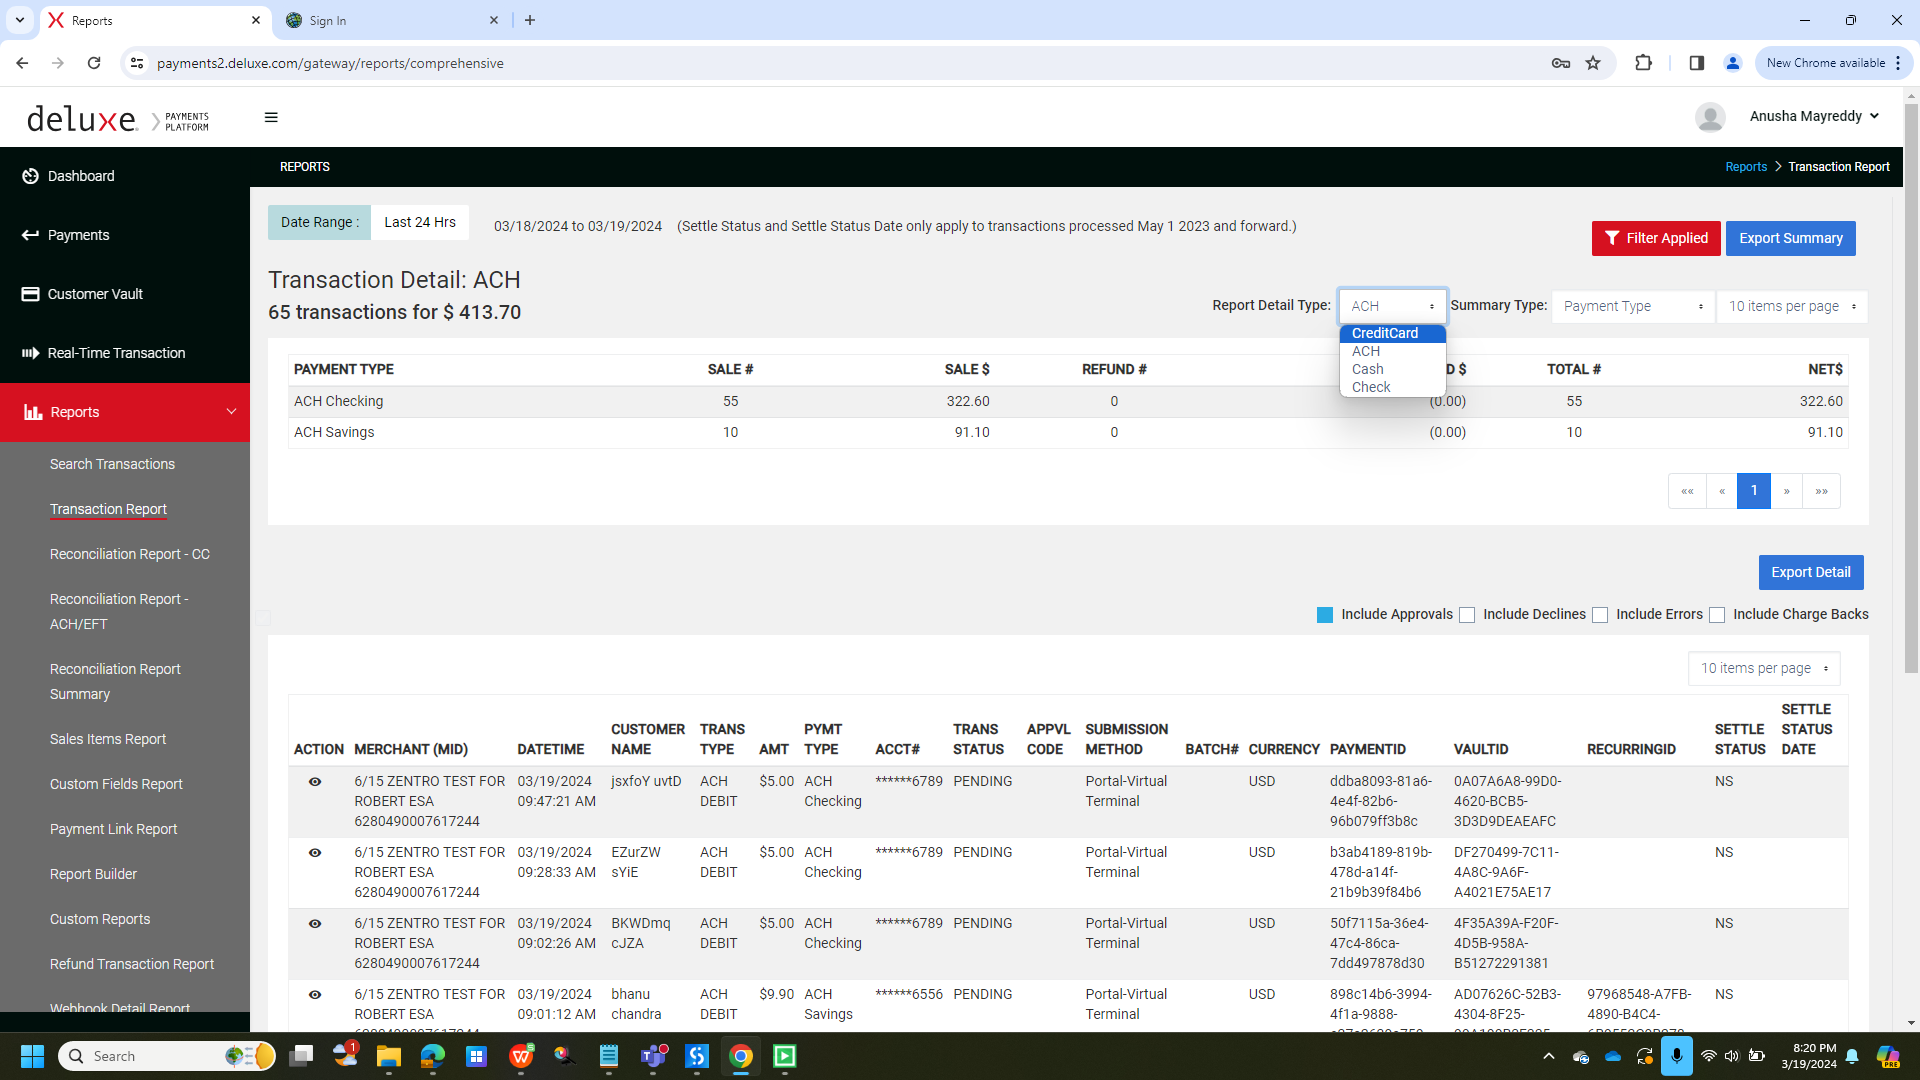 Reports
Sign In
payments2.deluxe.com/gateway/reports/comprehensive
New Chrome available
deluxe. PAYMENTS PLATFORM
Anusha Mayreddy
Dashboard
Payments
Customer Vault
Real-Time Transaction
Reports
Search Transactions
Transaction Report
Reconciliation Report - CC
Reconciliation Report -
ACH/EFT
Reconciliation Report
Summary
Sales Items Report
Custom Fields Report
Payment Link Report
Report Builder
Custom Reports
Refund Transaction Report
Webhook Detail Report
REPORTS
Reports > Transaction Report
Date Range : Last 24 Hrs 03/18/2024 to 03/19/2024 (Settle Status and Settle Status Date only apply to transactions processed May 1 2023 and forward.)
Filter Applied Export Summary
Transaction Detail: ACH
65 transactions for $ 413.70
Report Detail Type: ACH Summary Type: Payment Type 10 items per page
CreditCard
ACH
Cash
Check
PAYMENT TYPE SALE # SALE $ REFUND # D $ TOTAL # NET$
ACH Checking 55 322.60 0 (0.00) 55 322.60
ACH Savings 10 91.10 0 (0.00) 10 91.10
«« « 1 » »»
Export Detail
Include Approvals Include Declines Include Errors Include Charge Backs
10 items per page
ACTION MERCHANT (MID) DATETIME CUSTOMER NAME TRANS TYPE AMT PYMT TYPE ACCT# TRANS STATUS APPVL CODE SUBMISSION METHOD BATCH# CURRENCY PAYMENTID VAULTID RECURRINGID SETTLE STATUS SETTLE STATUS DATE
6/15 ZENTRO TEST FOR 03/19/2024 jsxfoY uvtD ACH $5.00 ACH ******6789 PENDING Portal-Virtual USD ddba8093-81a6- 0A07A6A8-99D0- NS
ROBERT ESA 09:47:21 AM DEBIT Checking Terminal 4e4f-82b6- 4620-BCB5-
6280490007617244 96b079ff3b8c 3D3D9DEAEAFC
6/15 ZENTRO TEST FOR 03/19/2024 EZurZW ACH $5.00 ACH ******6789 PENDING Portal-Virtual USD b3ab4189-819b- DF270499-7C11- NS
ROBERT ESA 09:28:33 AM sYiE DEBIT Checking Terminal 478d-a14f- 4A8C-9A6F-
6280490007617244 21b9b39f84b6 A4021E75AE17
6/15 ZENTRO TEST FOR 03/19/2024 BKWDmq ACH $5.00 ACH ******6789 PENDING Portal-Virtual USD 50f7115a-36e4- 4F35A39A-F20F- NS
ROBERT ESA 09:02:26 AM cJZA DEBIT Checking Terminal 47c4-86ca- 4D5B-958A-
6280490007617244 7dd497878d30 B51272291381
6/15 ZENTRO TEST FOR 03/19/2024 bhanu ACH $9.90 ACH ******6556 PENDING Portal-Virtual USD 898c14b6-3994- AD07626C-52B3- 97968548-A7FB- NS
ROBERT ESA 09:01:12 AM chandra DEBIT Savings Terminal 4f1a-9888- 4304-8F25- 4890-B4C4-
Search
1
8:20 PM
3/19/2024
PRE